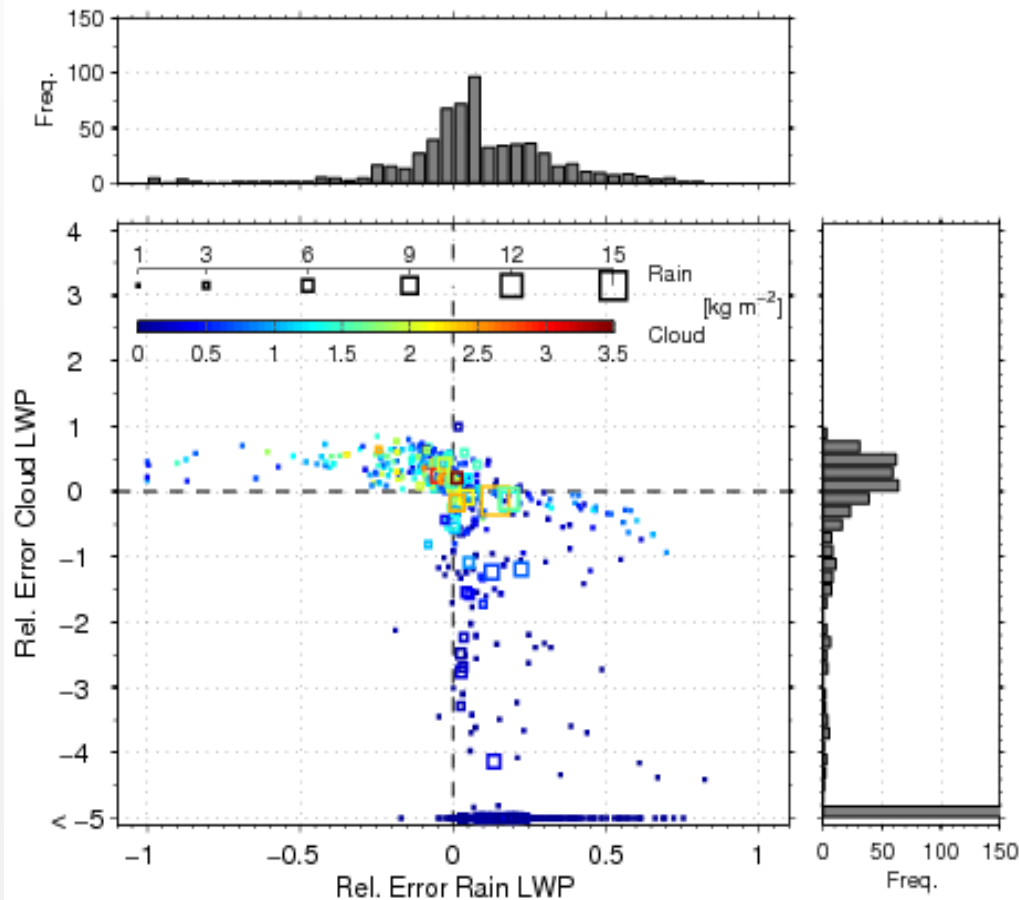 150
100
50
0
Freq.
4
3
2
1
0
−1
−2
−3
−4
< −5
Rel. Error Cloud LWP
1 3 6 9 12 15
Rain
[kg m−2]
Cloud
0 0.5 1 1.5 2 2.5 3 3.5
−1 −0.5 0 0.5 1
Rel. Error Rain LWP
0 50 100 150
Freq.